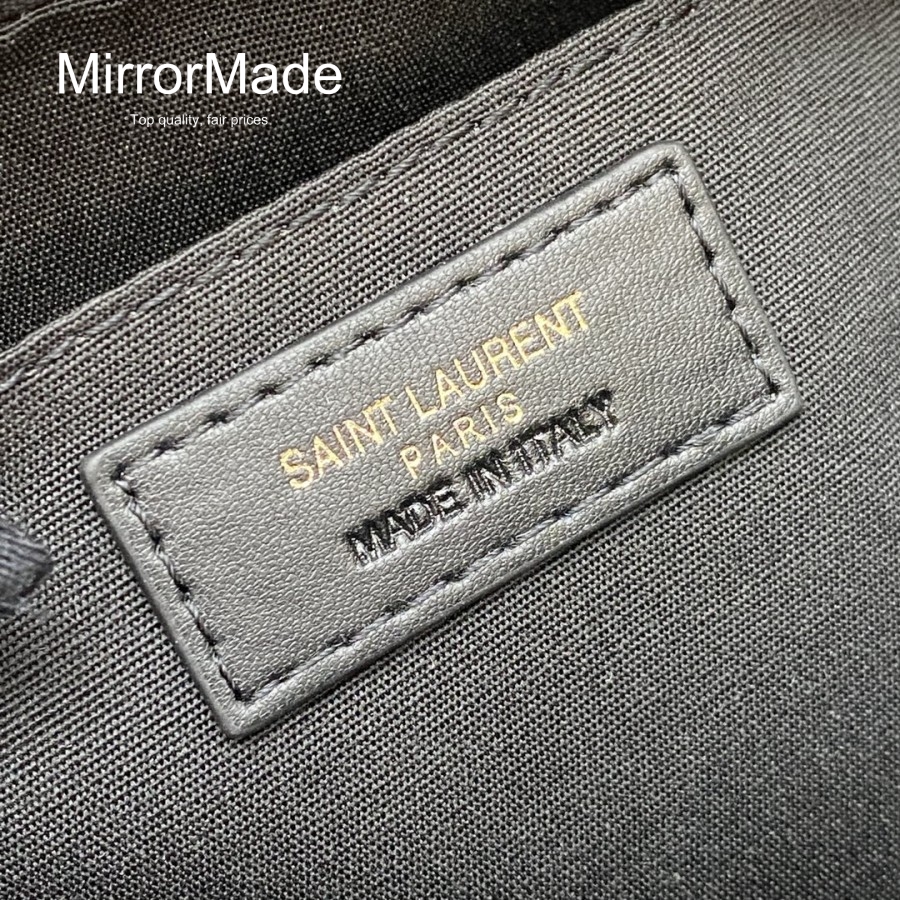 MirrorMade
Top quality, fair prices.
SAINT LAURENT
PARIS
MADE IN ITALY